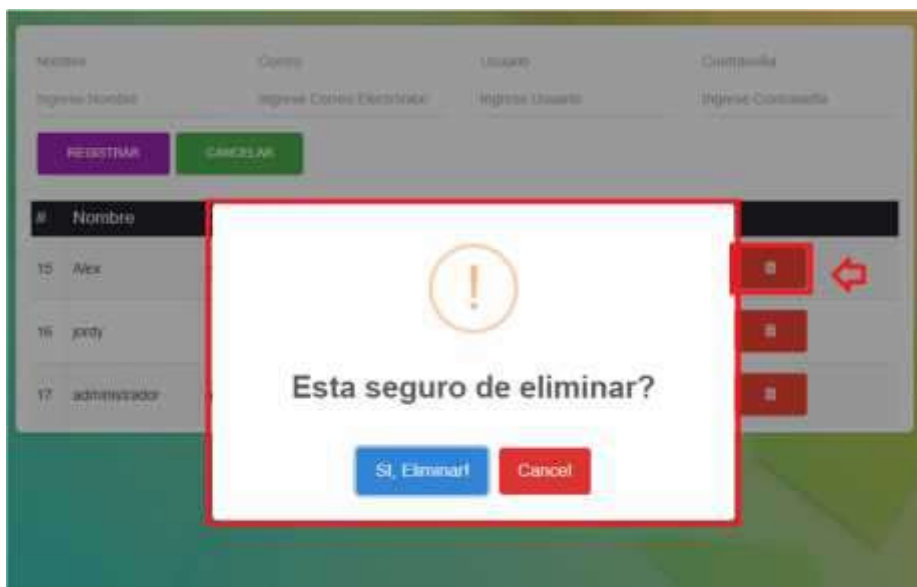 Nombre Correo Usuario Contraseña
Ingrese Nombre Ingrese Correo Electrónico Ingrese Usuario Ingrese Contraseña
REGISTRAR CANCELAR
# Nombre
15 Alex
16 jordy
17 administrador
!
Esta seguro de eliminar?
SI, Eliminar! Cancel